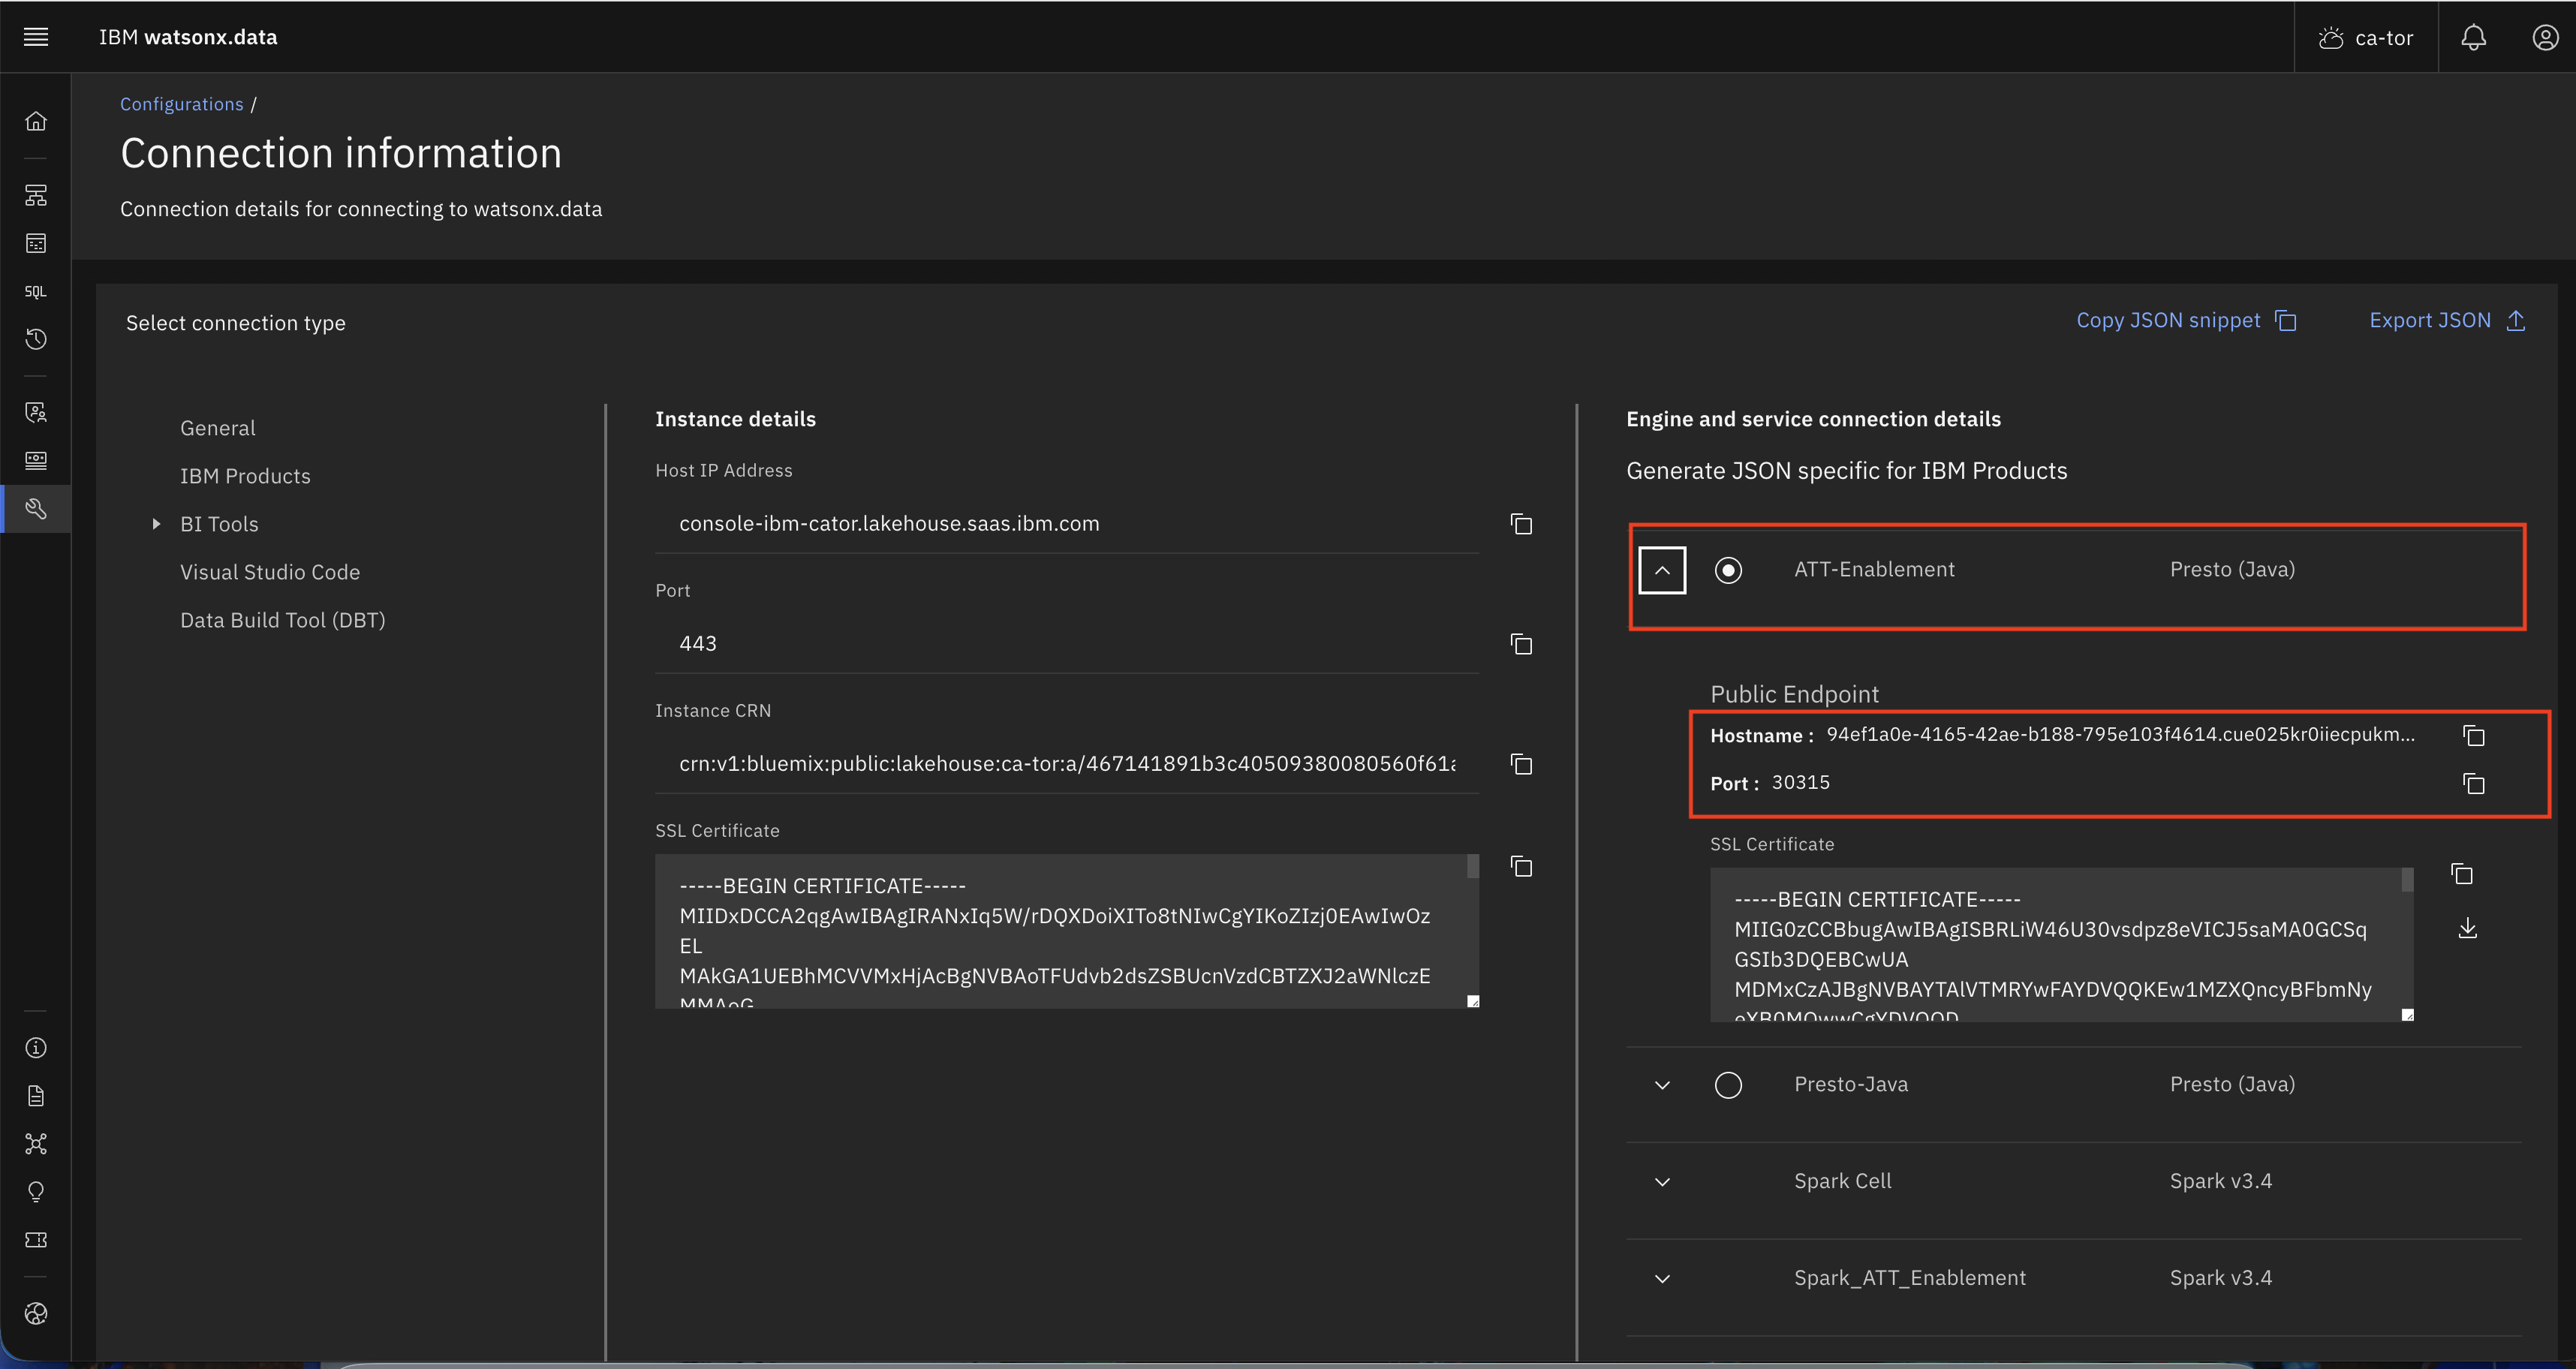 IBM watsonx.data
ca-tor
Configurations /
Connection information
Connection details for connecting to watsonx.data
SQL
Select connection type
Copy JSON snippet
Export JSON
General
IBM Products
BI Tools
Visual Studio Code
Data Build Tool (DBT)
Instance details
Host IP Address
console-ibm-cator.lakehouse.saas.ibm.com
Port
443
Instance CRN
crn:v1:bluemix:public:lakehouse:ca-tor:a/467141891b3c40509380080560f61a
SSL Certificate
-----BEGIN CERTIFICATE-----
MIIDxDCCA2qgAwIBAgIRANxIq5W/rDQXDoiXITo8tNIwCgYIKoZIzj0EAwIwOz
EL
MAkGA1UEBhMCVVMxHjAcBgNVBAoTFUdvb2dsZSBUcnVzdCBTZXJ2aWNlczE
MMAoG
Engine and service connection details
Generate JSON specific for IBM Products
ATT-Enablement Presto (Java)
Public Endpoint
Hostname : 94ef1a0e-4165-42ae-b188-795e103f4614.cue025kr0iiecpukm...
Port : 30315
SSL Certificate
-----BEGIN CERTIFICATE-----
MIIG0zCCBbugAwIBAgISBRLiW46U30vsdpz8eVICJ5saMA0GCSq
GSIb3DQEBCwUA
MDMxCzAJBgNVBAYTAlVTMRYwFAYDVQQKEw1MZXQncyBFbmNy
eXB0MQwwCgYDVQQD
Presto-Java Presto (Java)
Spark Cell Spark v3.4
Spark_ATT_Enablement Spark v3.4